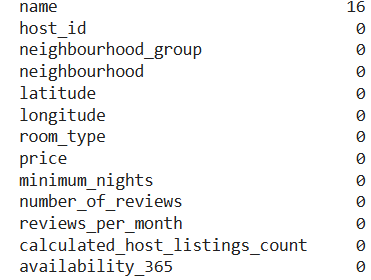 name 16
host_id 0
neighbourhood_group 0
neighbourhood 0
latitude 0
longitude 0
room_type 0
price 0
minimum_nights 0
number_of_reviews 0
reviews_per_month 0
calculated_host_listings_count 0
availability_365 0